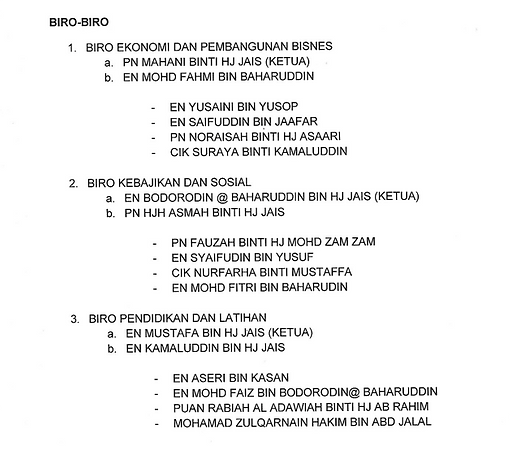 BIRO-BIRO
1. BIRO EKONOMI DAN PEMBANGUNAN BISNES
a. PN MAHANI BINTI HJ JAIS (KETUA)
b. EN MOHD FAHMI BIN BAHARUDDIN
- EN YUSAINI BIN YUSOP
- EN SAIFUDDIN BIN JAAFAR
- PN NORAISAH BINTI HJ ASAARI
- CIK SURAYA BINTI KAMALUDDIN
2. BIRO KEBAJIKAN DAN SOSIAL
a. EN BODORODIN @ BAHARUDDIN BIN HJ JAIS (KETUA)
b. PN HJH ASMAH BINTI HJ JAIS
- PN FAUZAH BINTI HJ MOHD ZAM ZAM
- EN SYAIFUDIN BIN YUSUF
- CIK NURFARHA BINTI MUSTAFFA
- EN MOHD FITRI BIN BAHARUDIN
3. BIRO PENDIDIKAN DAN LATIHAN
a. EN MUSTAFA BIN HJ JAIS (KETUA)
b. EN KAMALUDDIN BIN HJ JAIS
- EN ASERI BIN KASAN
- EN MOHD FAIZ BIN BODORODIN@ BAHARUDDIN
- PUAN RABIAH AL ADAWIAH BINTI HJ AB RAHIM
- MOHAMAD ZULQARNAIN HAKIM BIN ABD JALAL